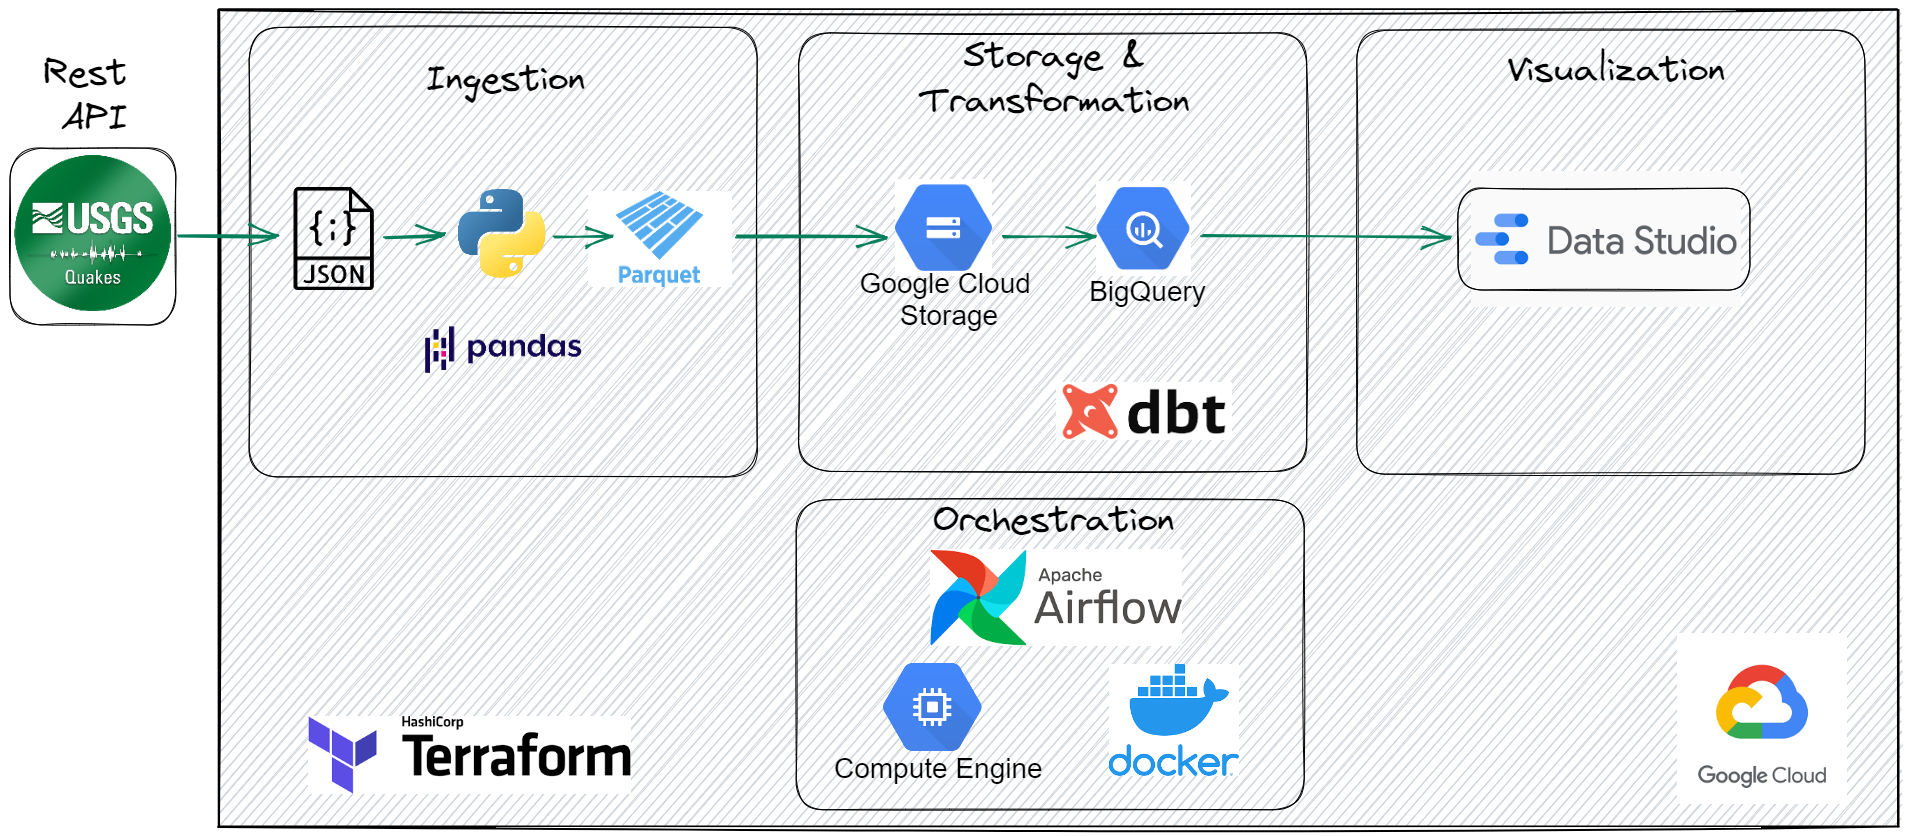 Rest
API
USGS
Quakes
Ingestion
{;}
JSON
Parquet
pandas
Storage &
Transformation
Google Cloud
Storage
BigQuery
dbt
Visualization
Data Studio
Orchestration
Apache
Airflow
Compute Engine
docker
HashiCorp
Terraform
Google Cloud